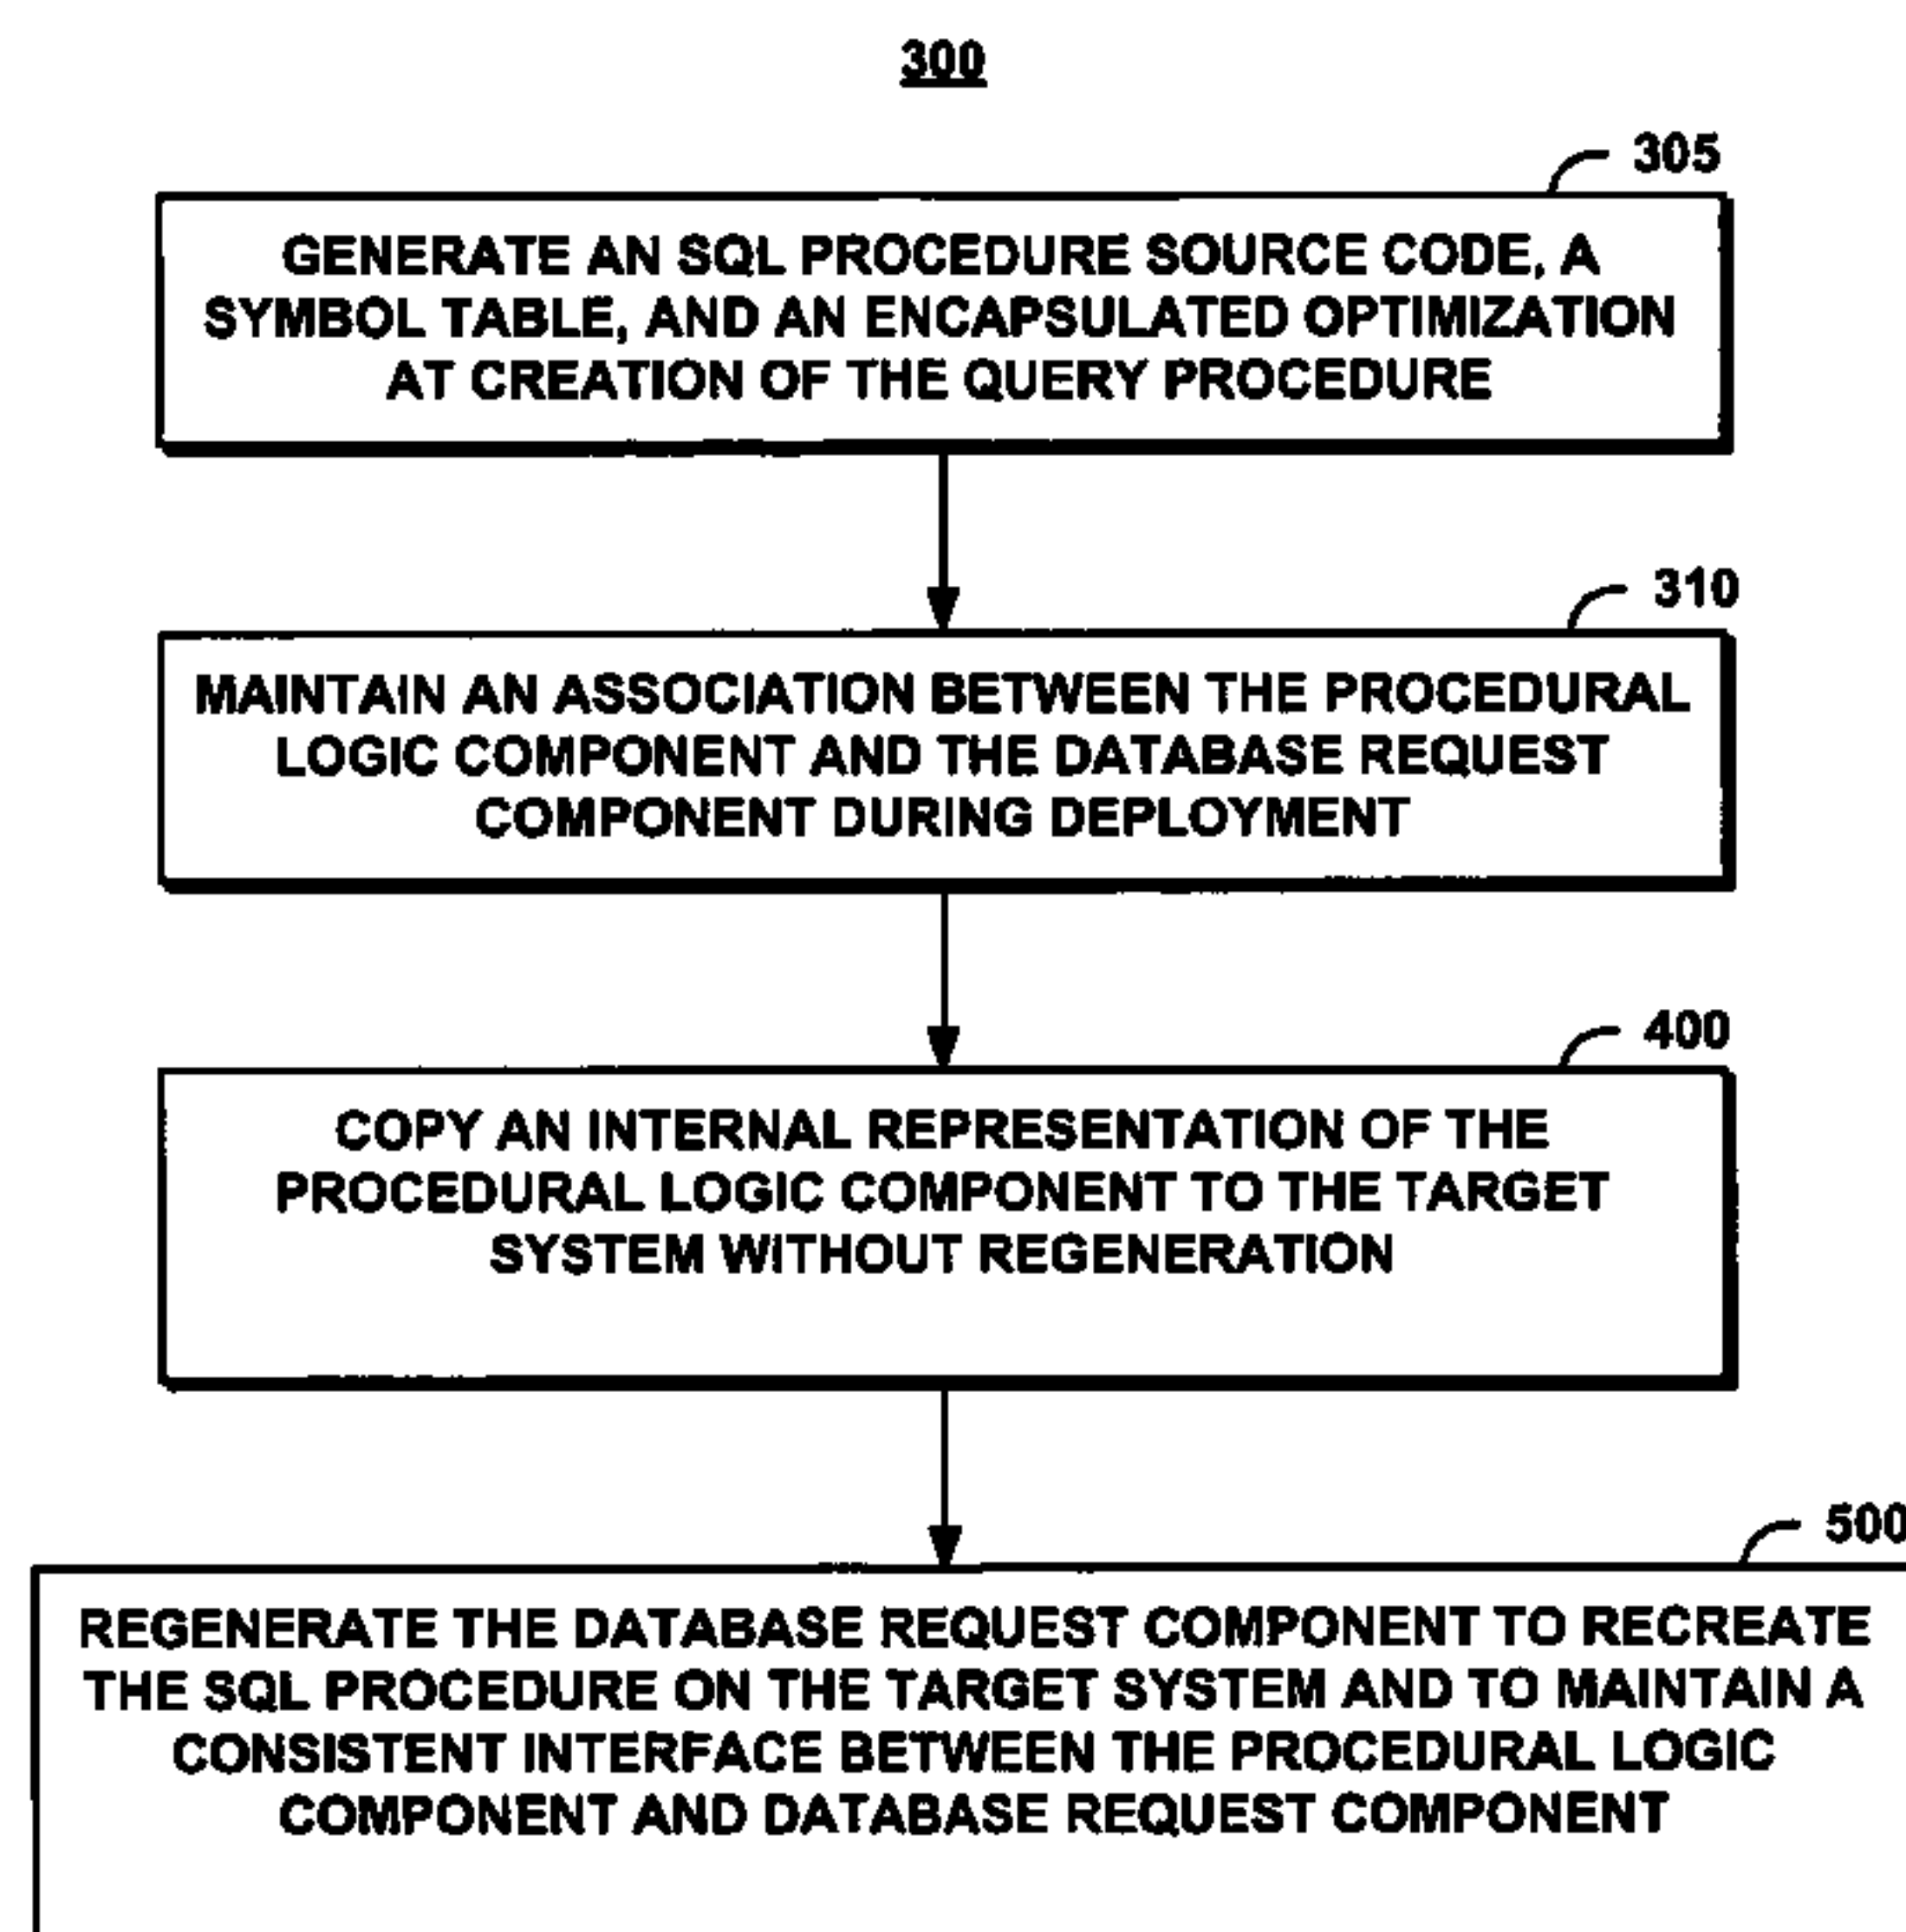 300
305
GENERATE AN SQL PROCEDURE SOURCE CODE, A
SYMBOL TABLE, AND AN ENCAPSULATED OPTIMIZATION
AT CREATION OF THE QUERY PROCEDURE
310
MAINTAIN AN ASSOCIATION BETWEEN THE PROCEDURAL
LOGIC COMPONENT AND THE DATABASE REQUEST
COMPONENT DURING DEPLOYMENT
400
COPY AN INTERNAL REPRESENTATION OF THE
PROCEDURAL LOGIC COMPONENT TO THE TARGET
SYSTEM WITHOUT REGENERATION
500
REGENERATE THE DATABASE REQUEST COMPONENT TO RECREATE
THE SQL PROCEDURE ON THE TARGET SYSTEM AND TO MAINTAIN A
CONSISTENT INTERFACE BETWEEN THE PROCEDURAL LOGIC
COMPONENT AND DATABASE REQUEST COMPONENT